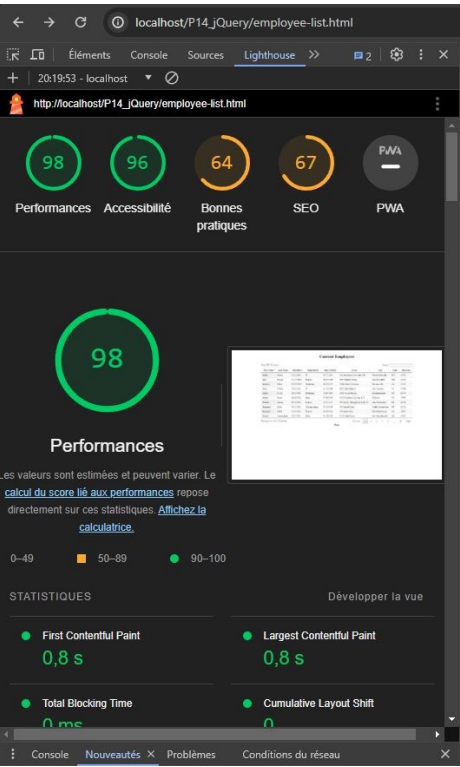 localhost/P14_jQuery/employee-list.html
Éléments Console Sources Lighthouse 2
20:19:53 - localhost
http://localhost/P14_jQuery/employee-list.html
98 96 64 67 PWA
Performances Accessibilité Bonnes pratiques SEO PWA
98
Current Employees
Performances
Les valeurs sont estimées et peuvent varier. Le
calcul du score lié aux performances repose
directement sur ces statistiques. Affichez la
calculatrice.
0–49 50–89 90–100
STATISTIQUES Développer la vue
First Contentful Paint Largest Contentful Paint
0,8 s 0,8 s
Total Blocking Time Cumulative Layout Shift
0 ms 0
Console Nouveautés Problèmes Conditions du réseau